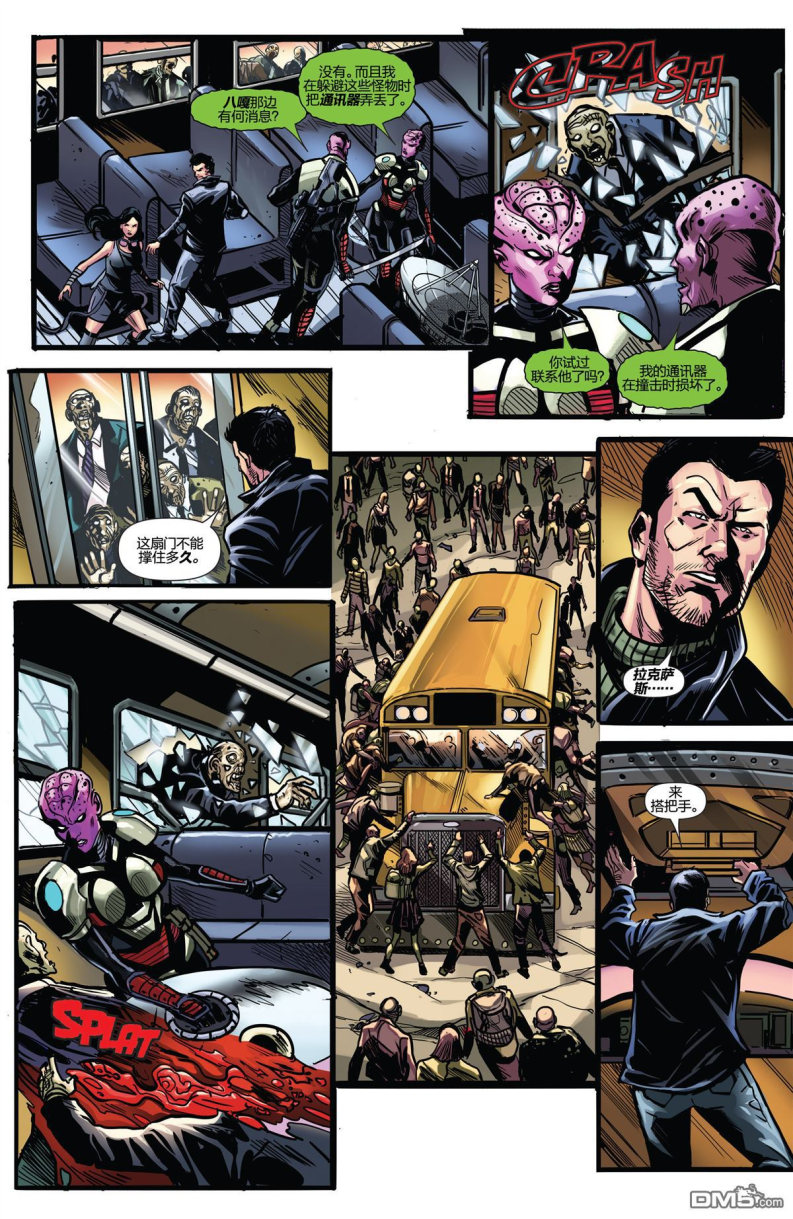 八嘎那边
有何消息？
没有。而且我
在躲避这些怪物时
把通讯器弄丢了。
CRASH
你试过
联系他了吗？
我的通讯器
在撞击时损坏了。
这扇门不能
撑住多久。
拉克萨
斯……
来
搭把手。
SPLAT
DM5.com